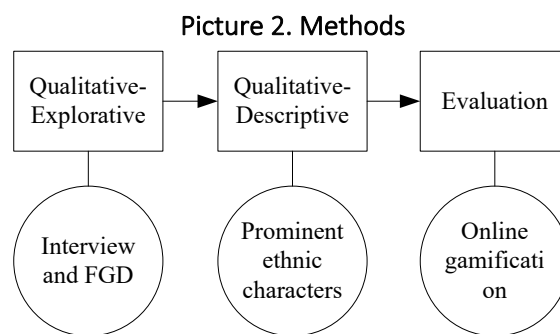 Picture 2. Methods
Qualitative-
Explorative
Qualitative-
Descriptive
Evaluation
Interview
and FGD
Prominent
ethnic
characters
Online
gamificati
on